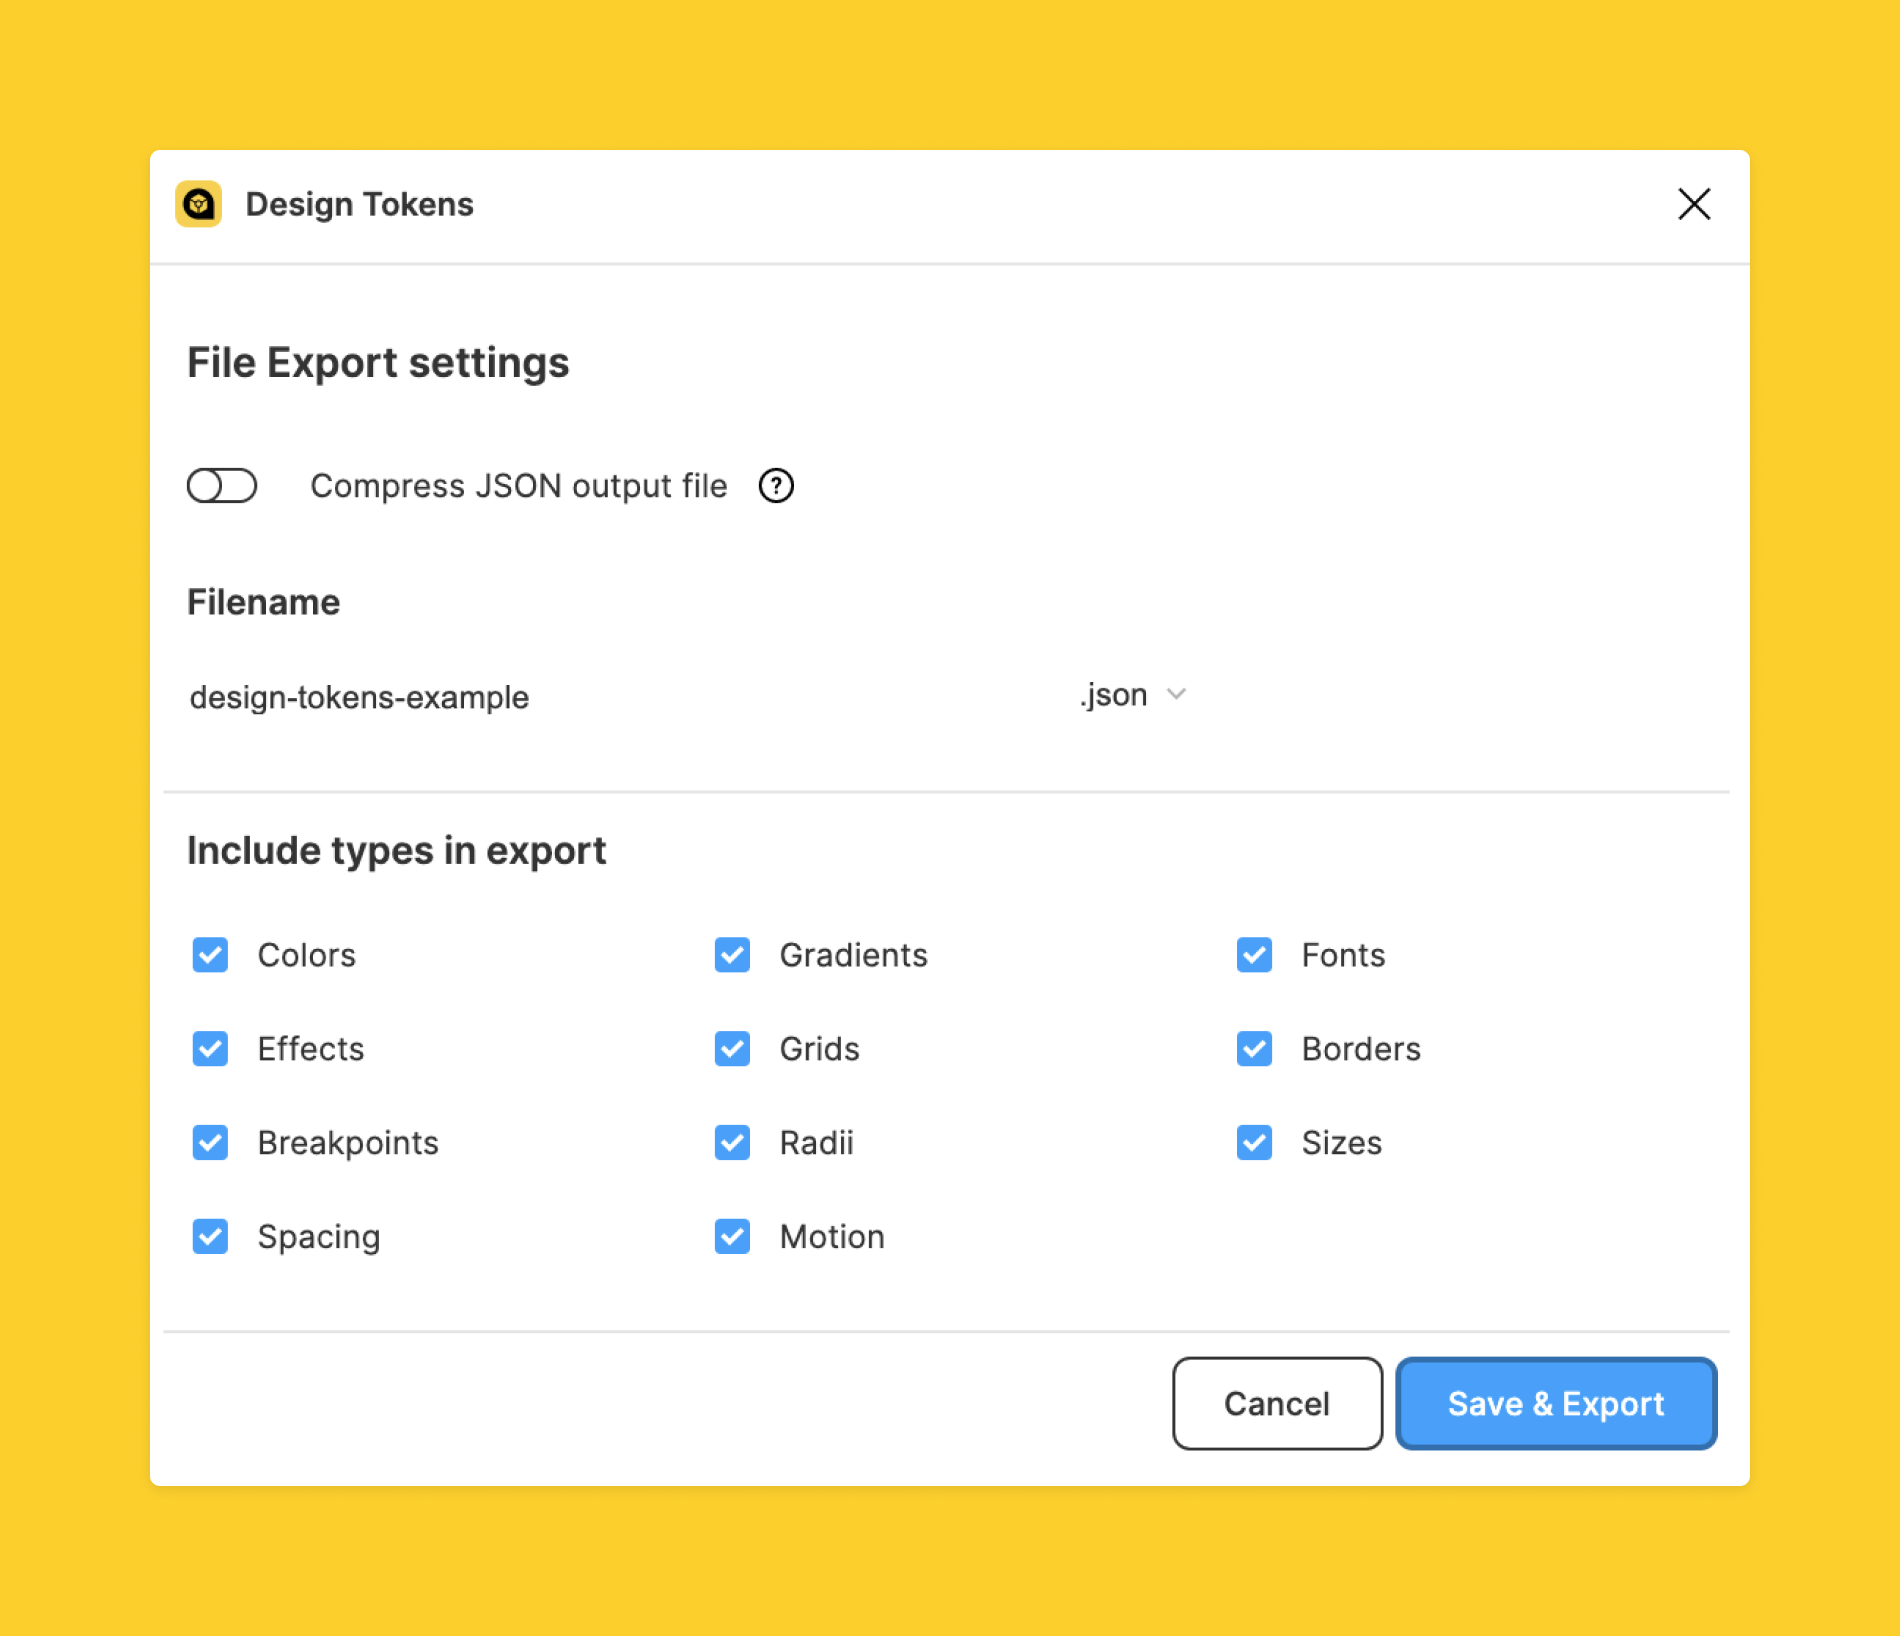 Design Tokens
File Export settings
Compress JSON output file ?
Filename
design-tokens-example .json
Include types in export
Colors Gradients Fonts
Effects Grids Borders
Breakpoints Radii Sizes
Spacing Motion
Cancel Save & Export